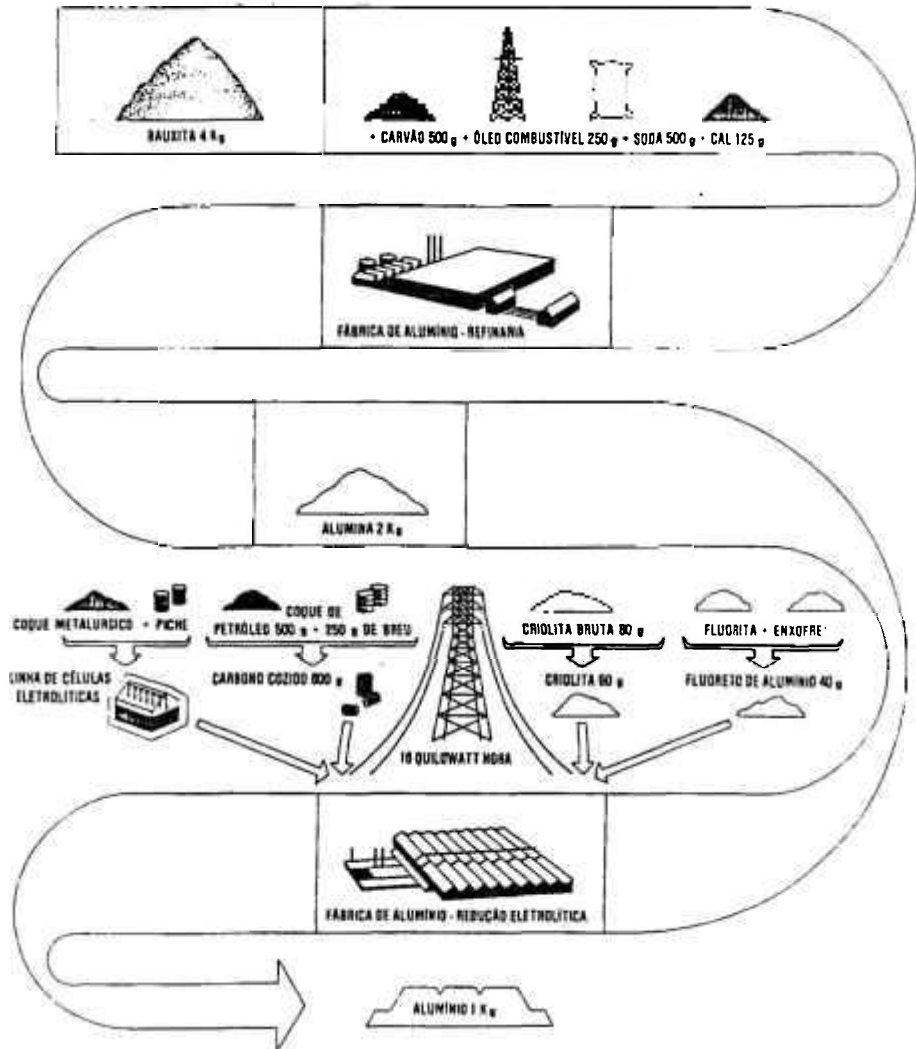 BAUXITA 4 Kg
+ CARVÃO 500 g + ÓLEO COMBUSTÍVEL 250 g + SODA 500 g + CAL 125 g
FÁBRICA DE ALUMÍNIO - REFINARIA
ALUMINA 2 Kg
COQUE METALURGICO + PICHE
COQUE DE
PETRÓLEO 500 g + 250 g DE BREU
CRIOLITA BRUTA 80 g
FLUORITA + ENXOFRE
LINHA DE CÉLULAS
ELETROLÍTICAS
CARBONO COZIDO 600 g
CRIOLITA 60 g
FLUORETO DE ALUMÍNIO 40 g
16 QUILOWATT HORA
FÁBRICA DE ALUMÍNIO - REDUÇÃO ELETROLÍTICA
ALUMÍNIO 1 Kg